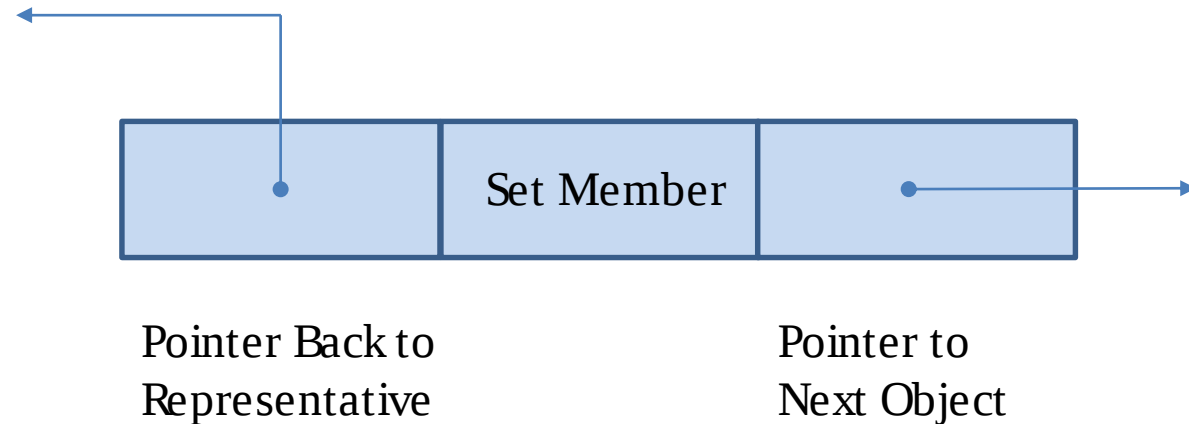 Set Member
Pointer Back to
Representative
Pointer to
Next Object